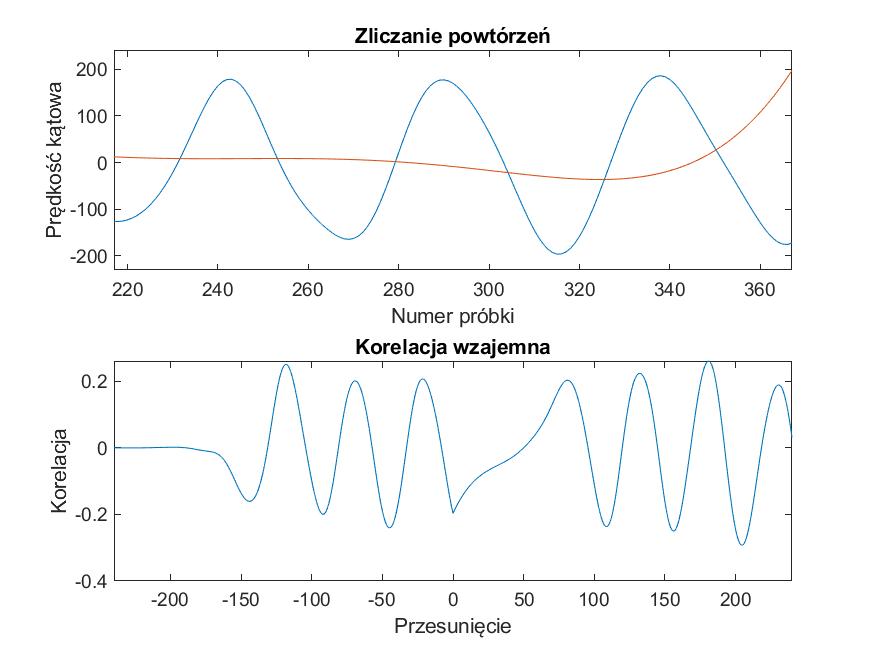 Zliczanie powtórzeń
Prędkość kątowa
200
100
0
-100
-200
220 240 260 280 300 320 340 360
Numer próbki
Korelacja wzajemna
Korelacja
0.2
0
-0.2
-0.4
-200 -150 -100 -50 0 50 100 150 200
Przesunięcie